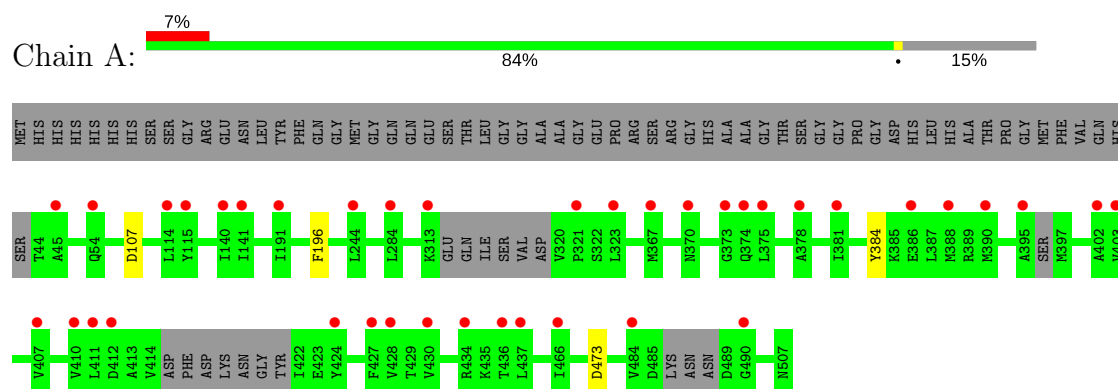 7%
Chain A:
84% • 15%
MET HIS HIS HIS HIS HIS HIS SER SER GLY ARG GLU ASN LEU TYR PHE GLN GLY MET GLY GLN GLN GLU SER THR LEU GLY GLY ALA ALA GLY GLU PRO ARG SER ARG GLY HIS ALA ALA GLY THR SER GLY GLY PRO GLY ASP HIS LEU HIS ALA THR PRO GLY MET PHE VAL GLN HIS
SER T44 A45 Q54 D107 L114 Y115 I140 I141 I191 F196 L244 L284 K313 GLU GLN ILE SER VAL ASP V320 P321 S322 L323 M367 N370 G373 Q374 L375 A378 I381 Y384 K385 E386 L387 M388 R389 M390 A395 SER M397 A402 V403
V407 V410 L411 D412 A413 V414 ASP PHE ASP LYS ASN GLY TYR I422 E423 Y424 F427 V428 T429 V430 R434 K435 T436 L437 I466 D473 V484 D485 LYS ASN ASN D489 G490 N507